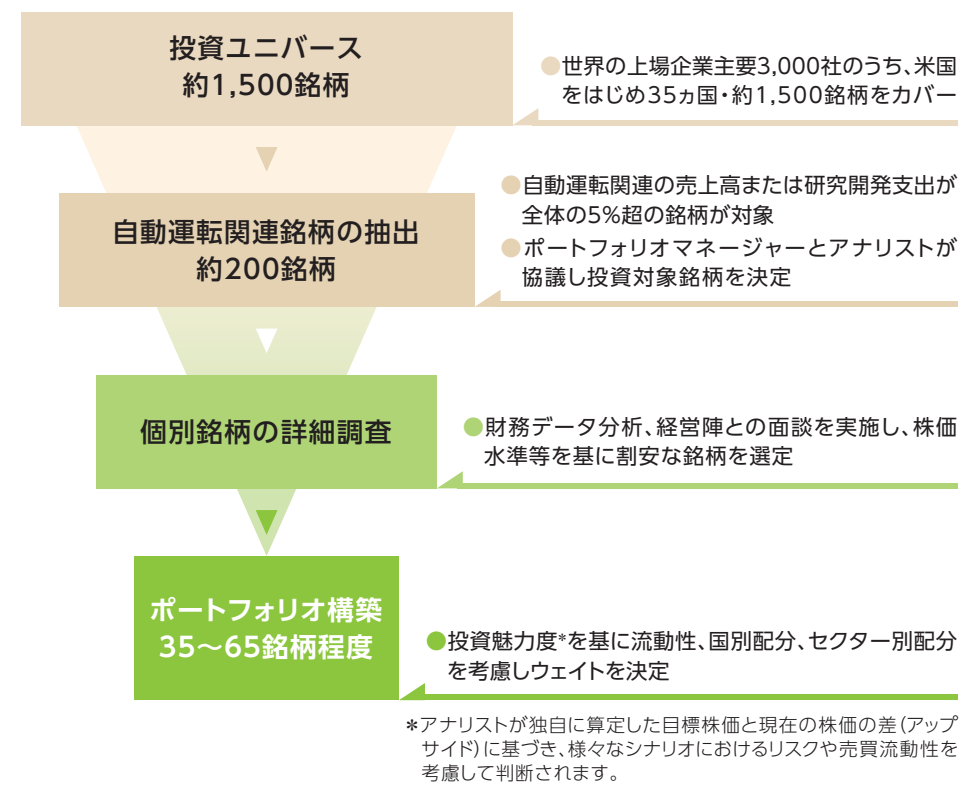 投資ユニバース
約1,500銘柄
●世界の上場企業主要3,000社のうち、米国
をはじめ35ヵ国・約1,500銘柄をカバー
自動運転関連銘柄の抽出
約200銘柄
●自動運転関連の売上高または研究開発支出が
全体の5%超の銘柄が対象
●ポートフォリオマネージャーとアナリストが
協議し投資対象銘柄を決定
個別銘柄の詳細調査
●財務データ分析、経営陣との面談を実施し、株価
水準等を基に割安な銘柄を選定
ポートフォリオ構築
35～65銘柄程度
●投資魅力度*を基に流動性、国別配分、セクター別配分
を考慮しウェイトを決定
*アナリストが独自に算定した目標株価と現在の株価の差(アップ
サイド)に基づき、様々なシナリオにおけるリスクや売買流動性を
考慮して判断されます。